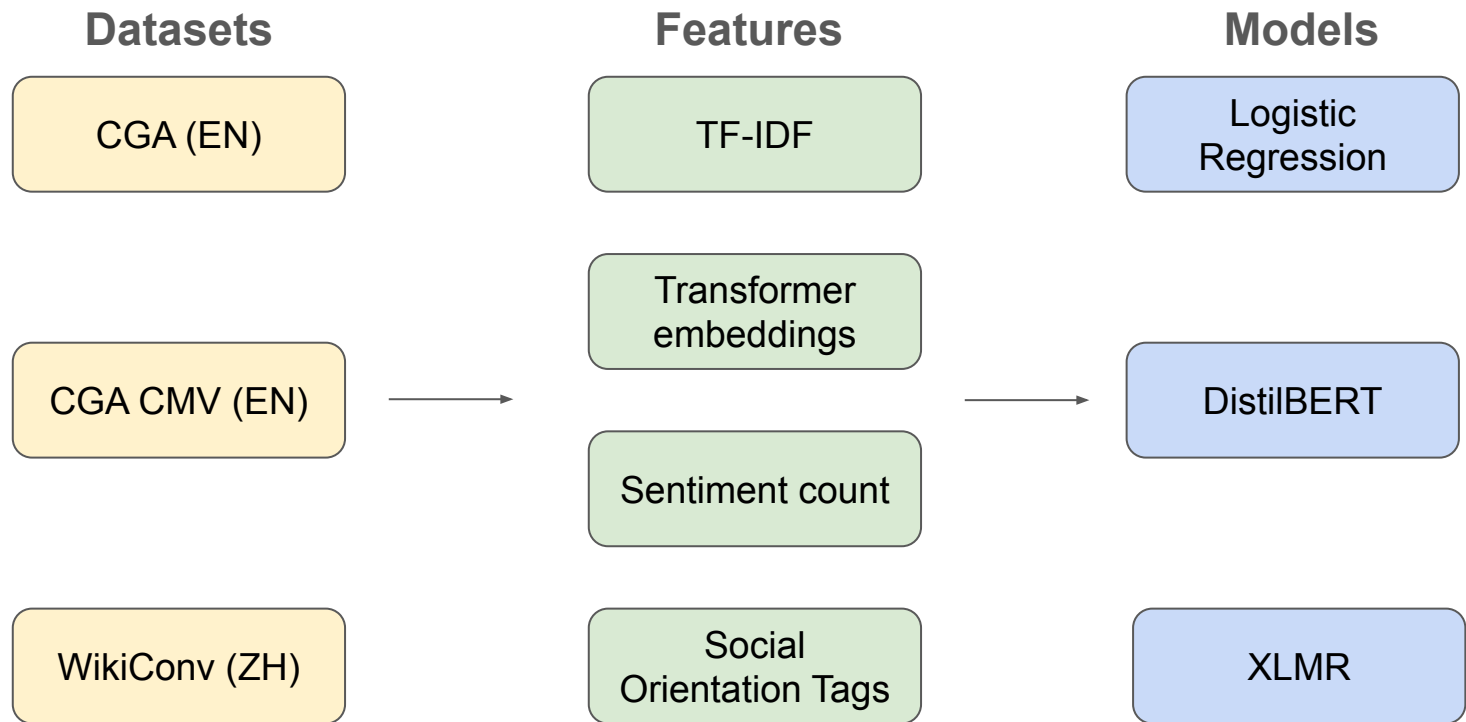 Datasets
Features
Models
CGA (EN)
TF-IDF
Logistic
Regression
Transformer
embeddings
CGA CMV (EN)
DistilBERT
Sentiment count
WikiConv (ZH)
Social
Orientation Tags
XLMR